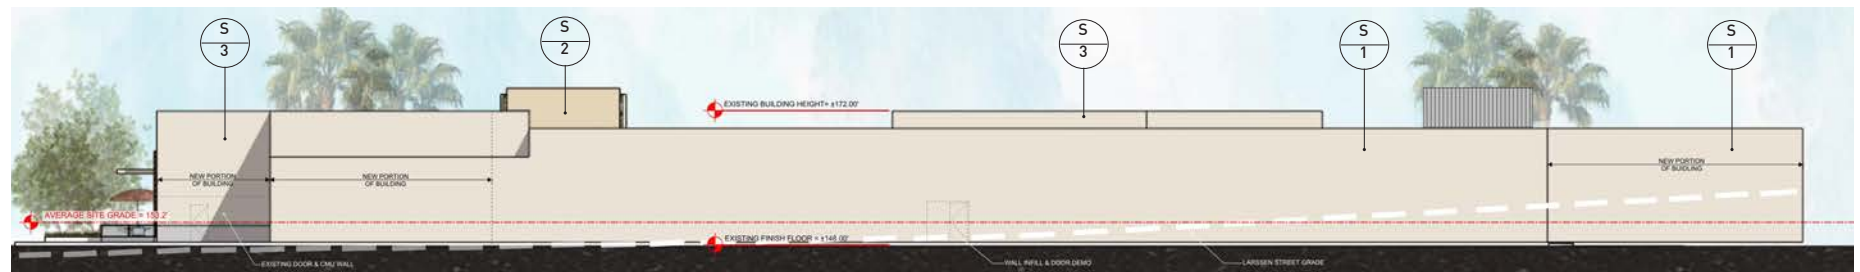 S
3
S
2
S
3
S
1
S
1
EXISTING BUILDING HEIGHT= ±172.00'
NEW PORTION
OF BUILDING
NEW PORTION
OF BUILDING
NEW PORTION
OF BUIDLING
AVERAGE SITE GRADE = 153.2'
EXISTING FINISH FLOOR = ±148.00'
EXISTING DOOR & CMU WALL
WALL INFILL & DOOR DEMO
LARSSEN STREET GRADE